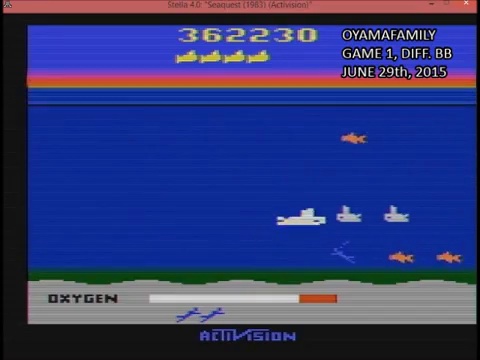 Stella 4.0: "Seaquest (1983) (Activision)"
362230
OYAMAFAMILY
GAME 1, DIFF. BB
JUNE 29th, 2015
OXYGEN
ACTIVISION